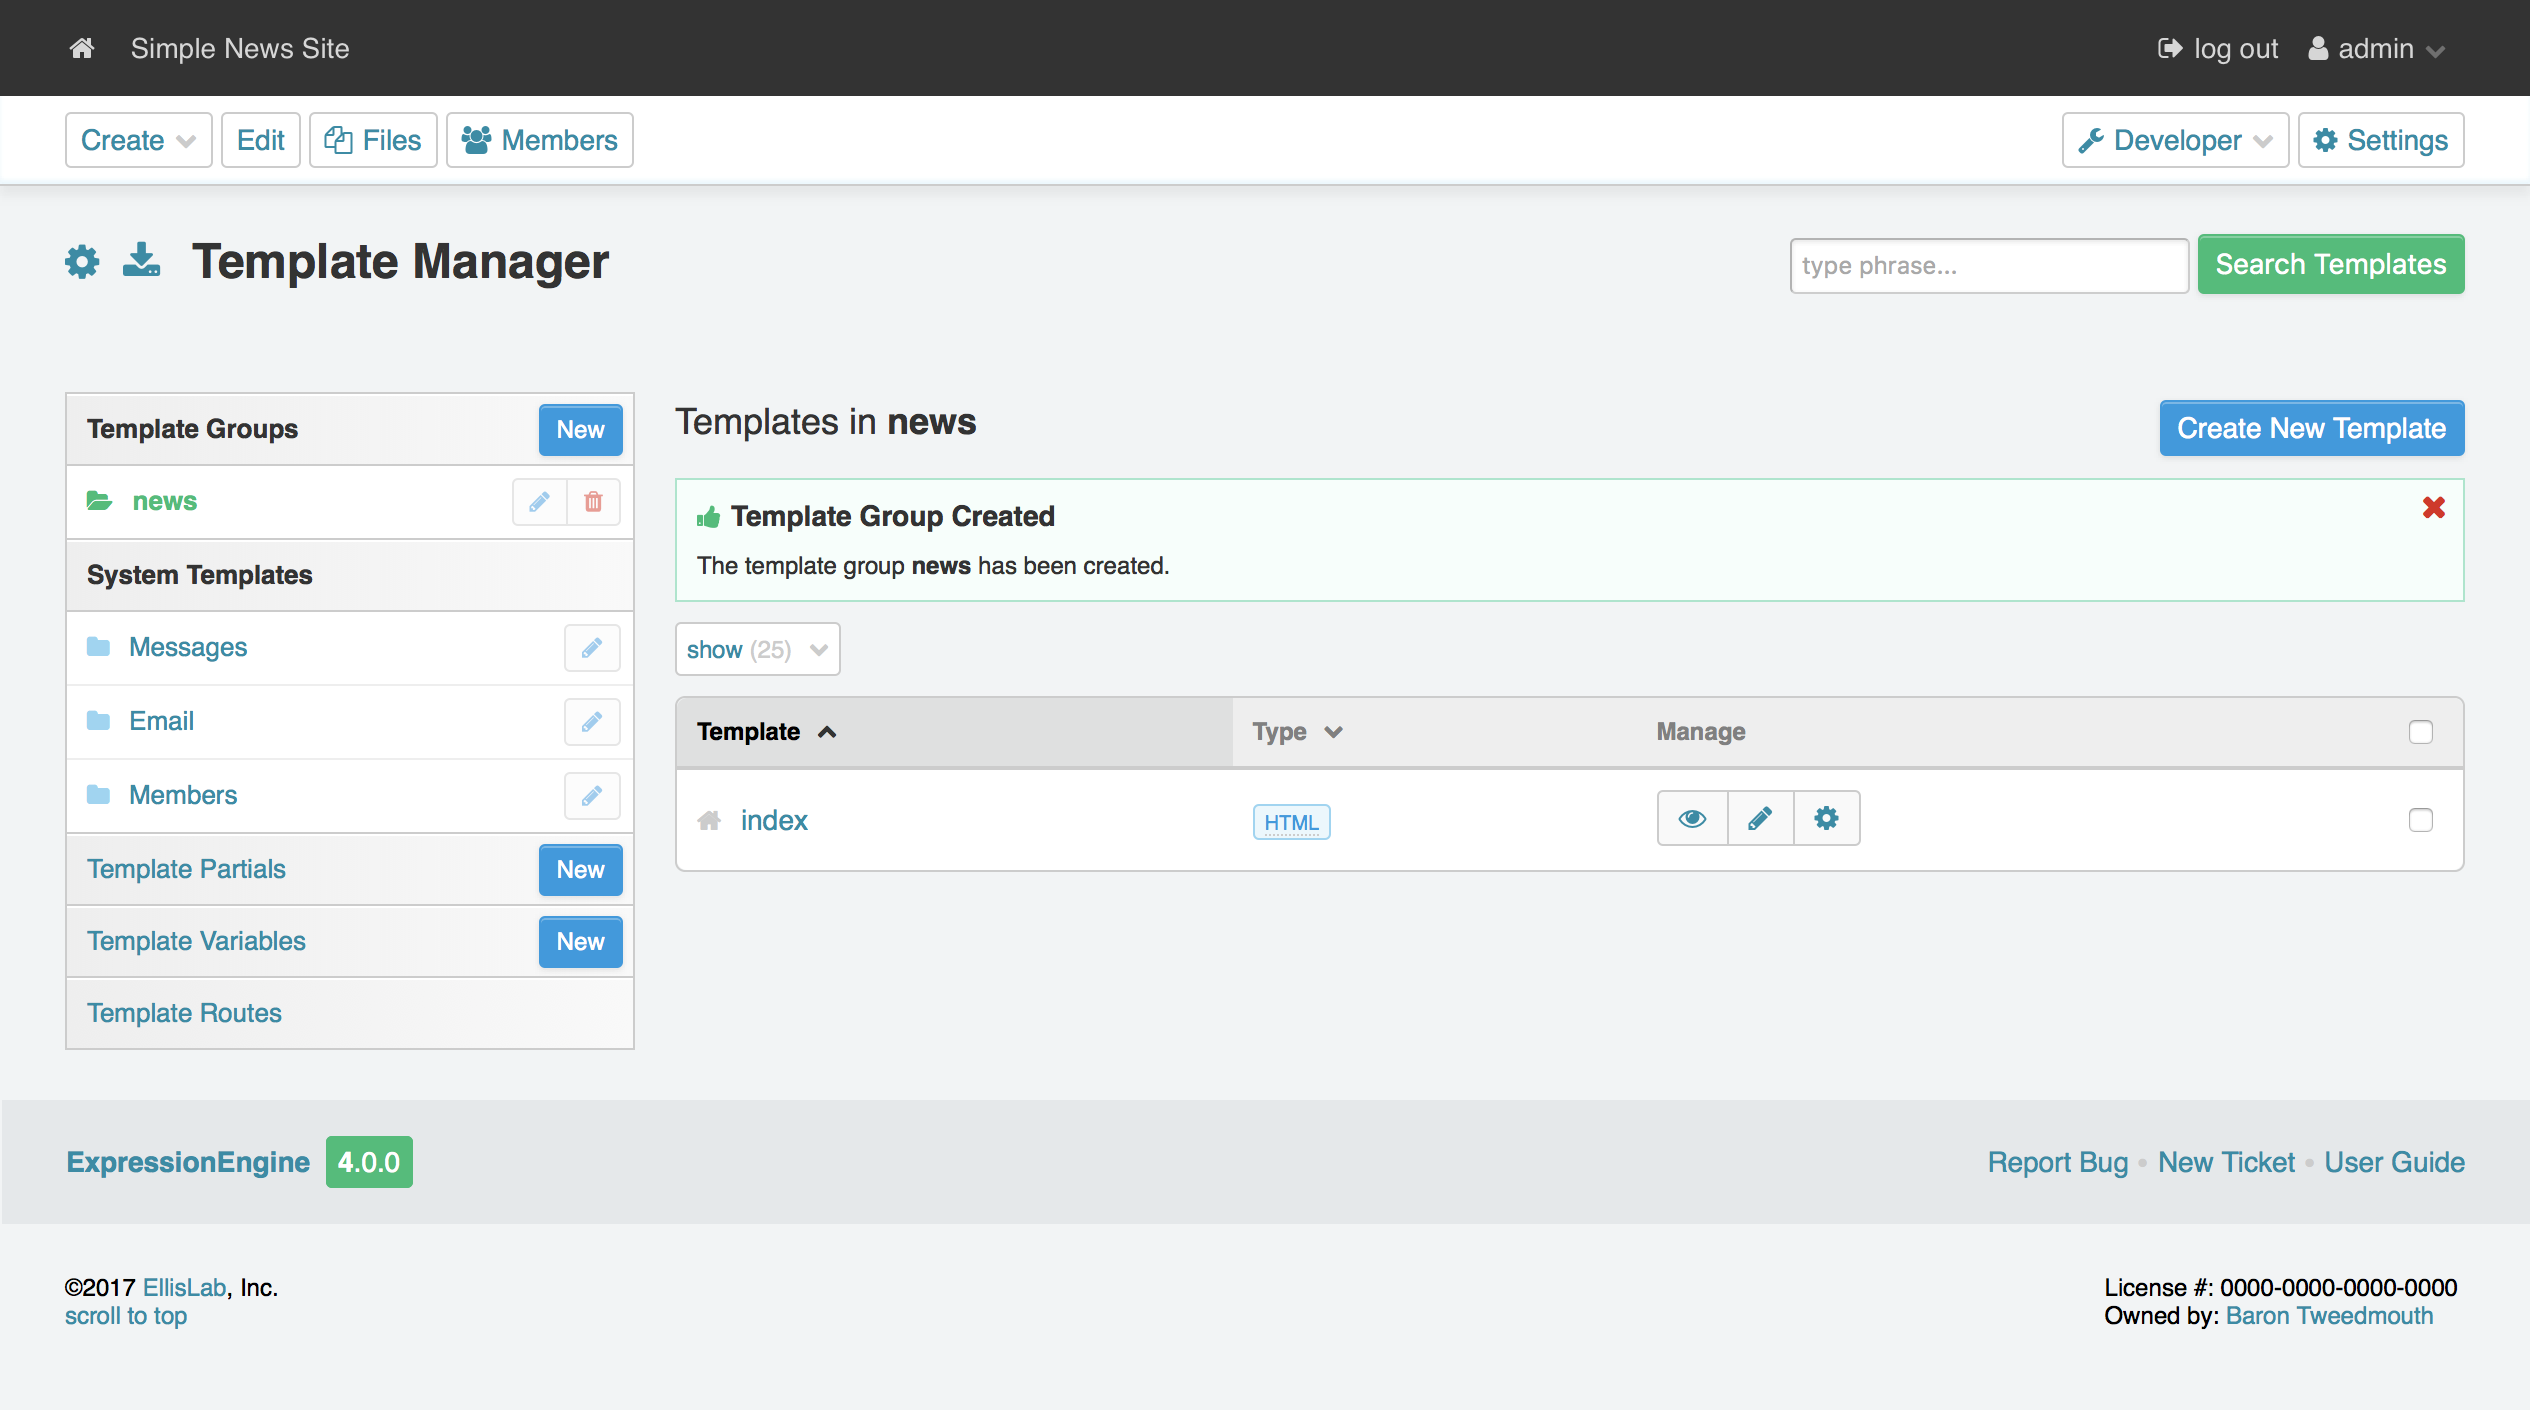 Simple News Site
log out admin
Create Edit Files Members
Developer Settings
Template Manager
type phrase...
Search Templates
Template Groups New
news
System Templates
Messages
Email
Members
Template Partials New
Template Variables New
Template Routes
Templates in news
Create New Template
Template Group Created
The template group news has been created.
show (25)
Template Type Manage
index HTML
ExpressionEngine 4.0.0
Report Bug • New Ticket • User Guide
©2017 EllisLab, Inc.
scroll to top
License #: 0000-0000-0000-0000
Owned by: Baron Tweedmouth